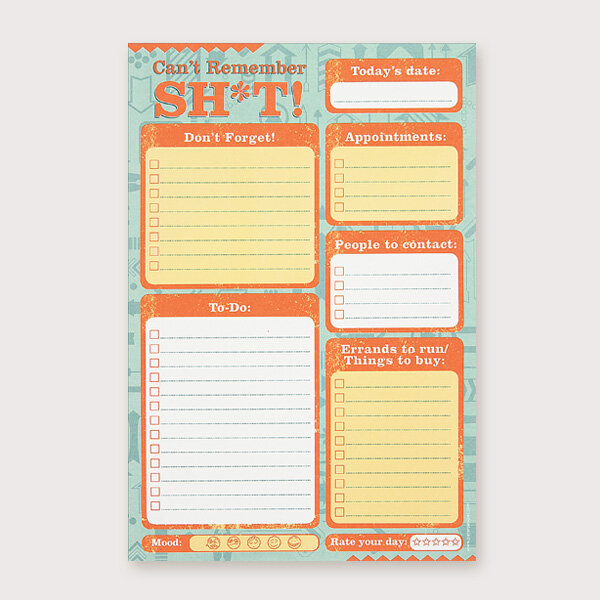 Can't Remember
SH*T!
Today's date:
Don't Forget!
Appointments:
People to contact:
To-Do:
Errands to run/
Things to buy:
Mood:
Rate your day: